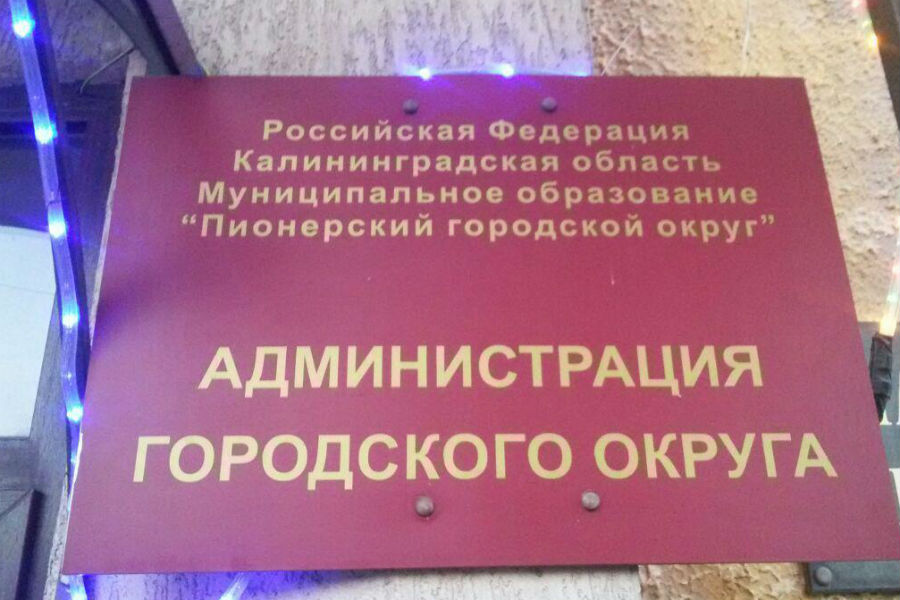 Российская Федерация
Калининградская область
Муниципальное образование
“Пионерский городской округ”
АДМИНИСТРАЦИЯ
ГОРОДСКОГО ОКРУГА